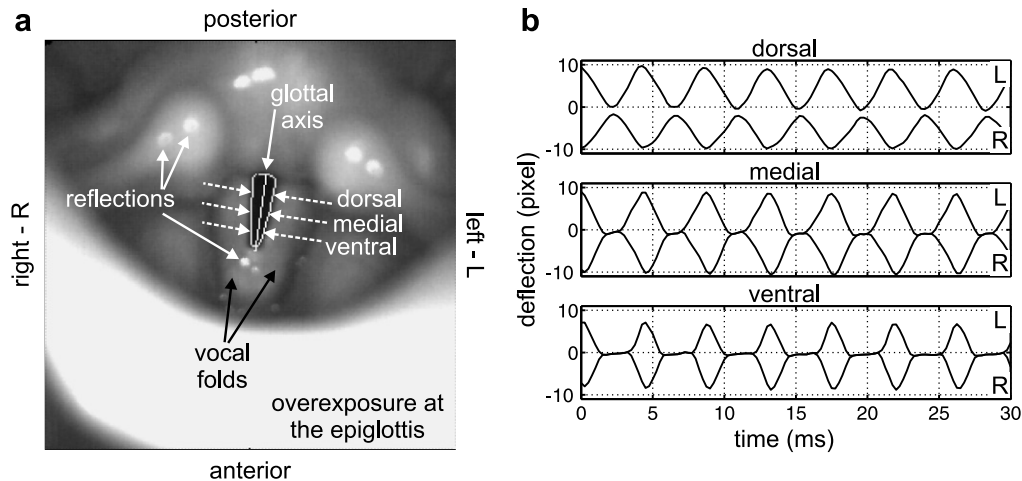 a
posterior
glottal
axis
reflections
dorsal
medial
ventral
right - R
left - L
vocal
folds
overexposure at
the epiglottis
anterior
b
deflection (pixel)
dorsal
10
0
-10
L
R
medial
10
0
-10
L
R
ventral
10
0
-10
L
R
0 5 10 15 20 25 30
time (ms)